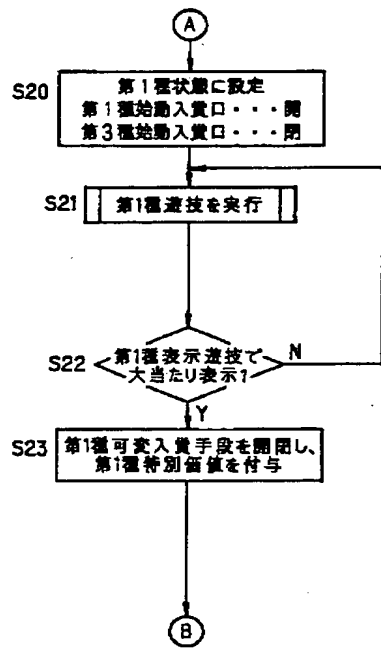 A
S20
第1種状態に設定
第1種始動入賞口・・・開
第3種始動入賞口・・・閉
S21
第1種遊技を実行
S22
第1種表示遊技で
大当たり表示?
N
Y
S23
第1種可変入賞手段を開閉し、
第1種特別価値を付与
B